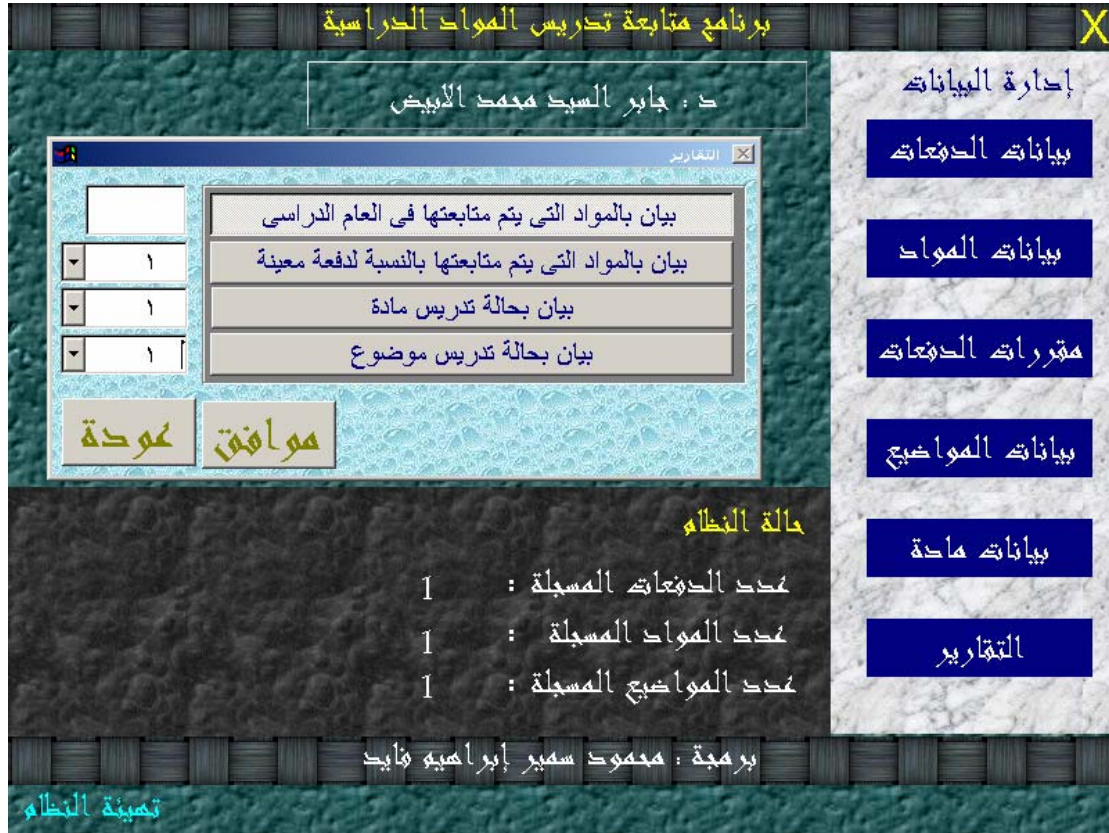 برنامج متابعة تدريس المواد الدراسية
X
د : جابر السيد محمد الأبيض
إدارة البيانات
بيانات الدفعات
بيانات المواد
مقررات الدفعات
بيانات المواضيع
بيانات مادة
التقارير
التقارير
بيان بالمواد التى يتم متابعتها فى العام الدراسى
بيان بالمواد التى يتم متابعتها بالنسبة لدفعة معينة
١
بيان بحالة تدريس مادة
١
بيان بحالة تدريس موضوع
١
موافق
عودة
حالة النظام
عدد الدفعات المسجلة : 1
عدد المواد المسجلة : 1
عدد المواضيع المسجلة : 1
برمجة : محمود سمير إبراهيم فايد
تهيئة النظام